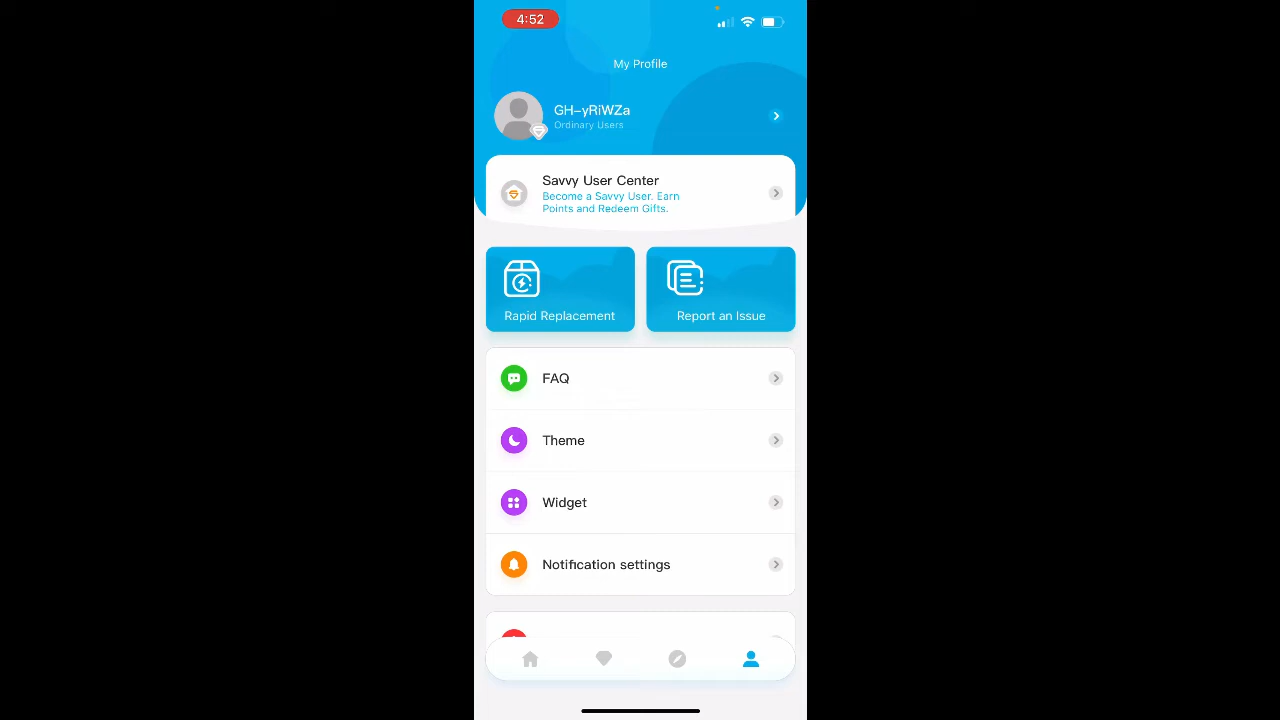 4:52
My Profile
GH-yRiWZa
Ordinary Users
Savvy User Center
Become a Savvy User. Earn
Points and Redeem Gifts.
Rapid Replacement
Report an Issue
FAQ
Theme
Widget
Notification settings